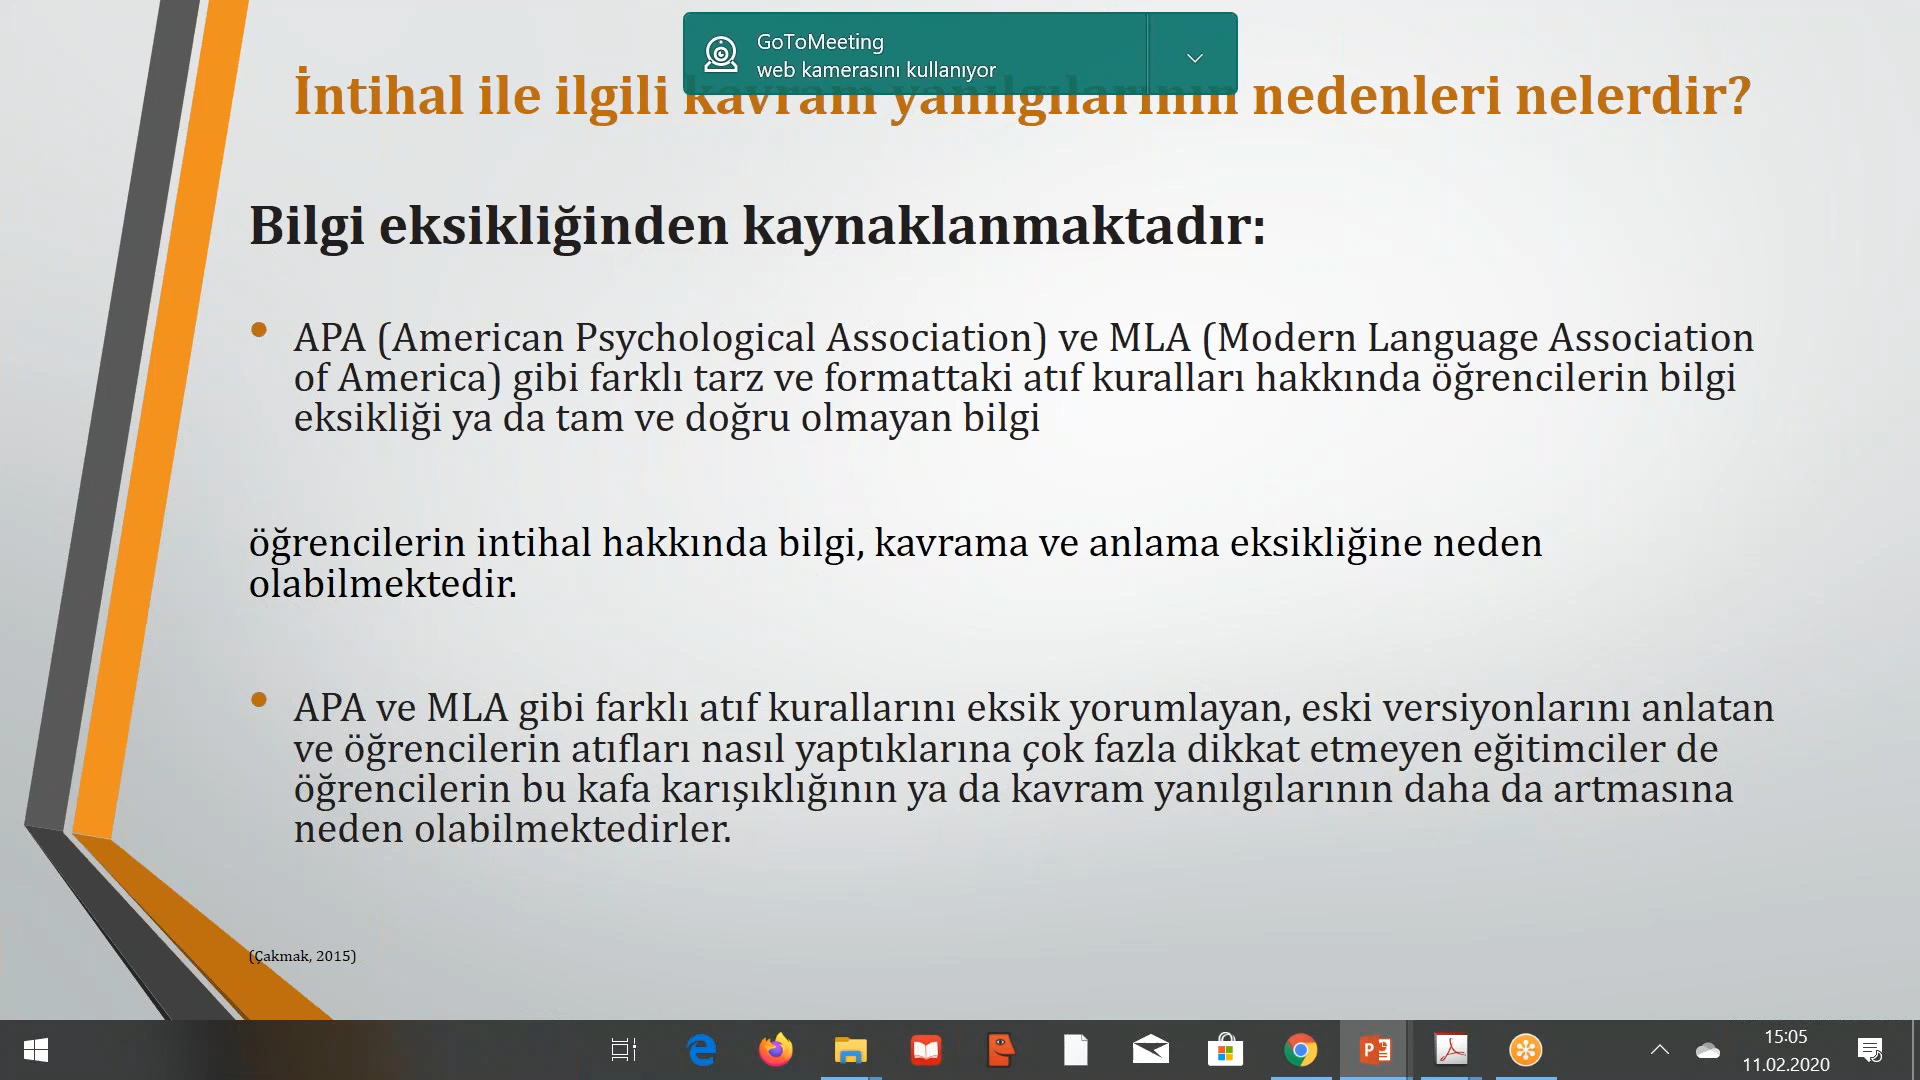 GoToMeeting
web kamerasını kullanıyor
İntihal ile ilgili kavram yanılgılarının nedenleri nelerdir?
Bilgi eksikliğinden kaynaklanmaktadır:
• APA (American Psychological Association) ve MLA (Modern Language Association
of America) gibi farklı tarz ve formattaki atıf kuralları hakkında öğrencilerin bilgi
eksikliği ya da tam ve doğru olmayan bilgi
öğrencilerin intihal hakkında bilgi, kavrama ve anlama eksikliğine neden
olabilmektedir.
• APA ve MLA gibi farklı atıf kurallarını eksik yorumlayan, eski versiyonlarını anlatan
ve öğrencilerin atıfları nasıl yaptıklarına çok fazla dikkat etmeyen eğitimciler de
öğrencilerin bu kafa karışıklığının ya da kavram yanılgılarının daha da artmasına
neden olabilmektedirler.
(Çakmak, 2015)
15:05
11.02.2020